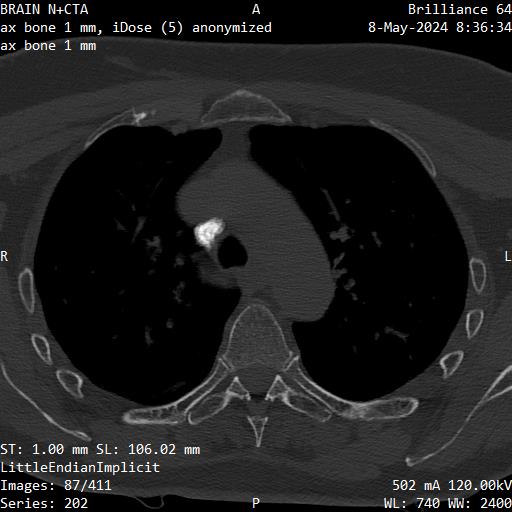 BRAIN N+CTA
A
Brilliance 64
ax bone 1 mm, iDose (5) anonymized
8-May-2024 8:36:34
ax bone 1 mm
R
L
ST: 1.00 mm SL: 106.02 mm
LittleEndianImplicit
Images: 87/411
502 mA 120.00kV
Series: 202
P
WL: 740 WW: 2400